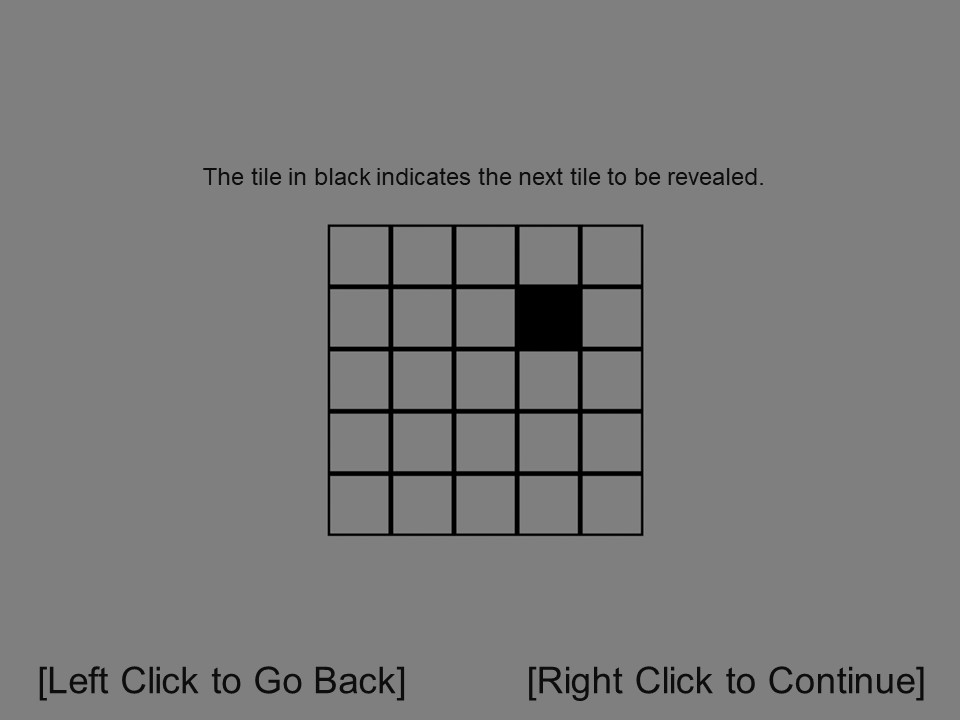 The tile in black indicates the next tile to be revealed.
[Left Click to Go Back] [Right Click to Continue]